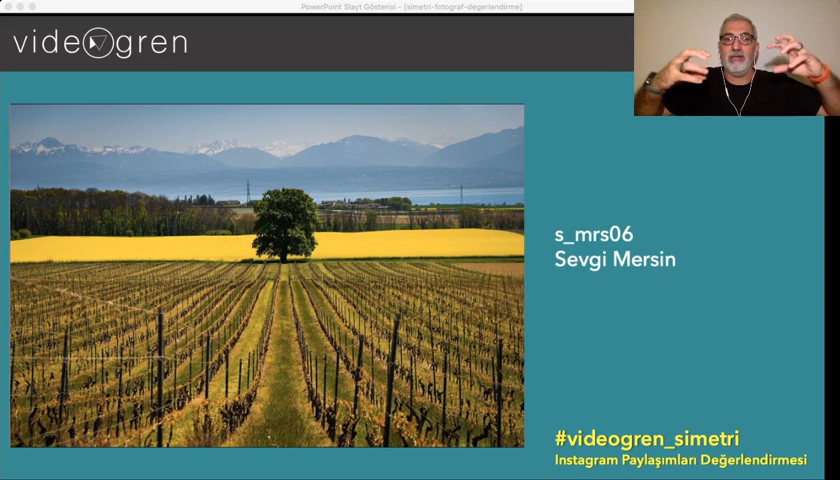 PowerPoint Slayt Gösterisi - [simetri-fotograf-degerlendirme]
videogren
s_mrs06
Sevgi Mersin
#videogren_simetri
Instagram Paylaşımları Değerlendirmesi